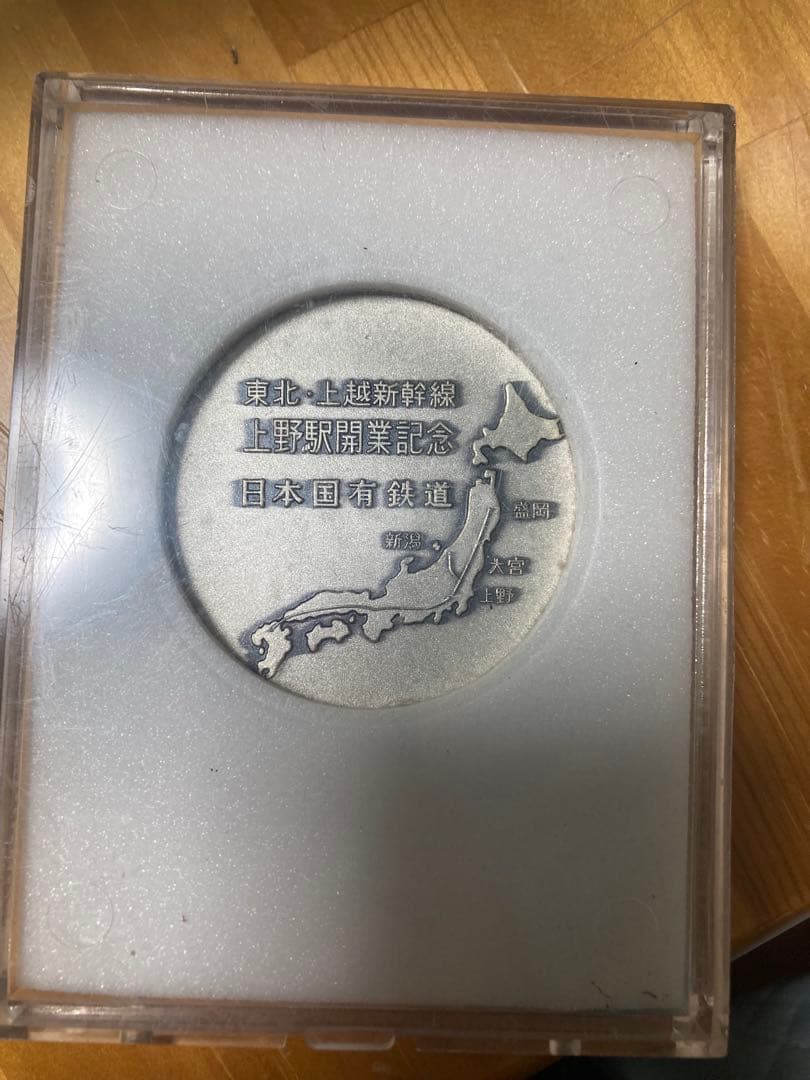 東北・上越新幹線
上野駅開業記念
日本国有鉄道
盛岡
新潟
大宮
上野